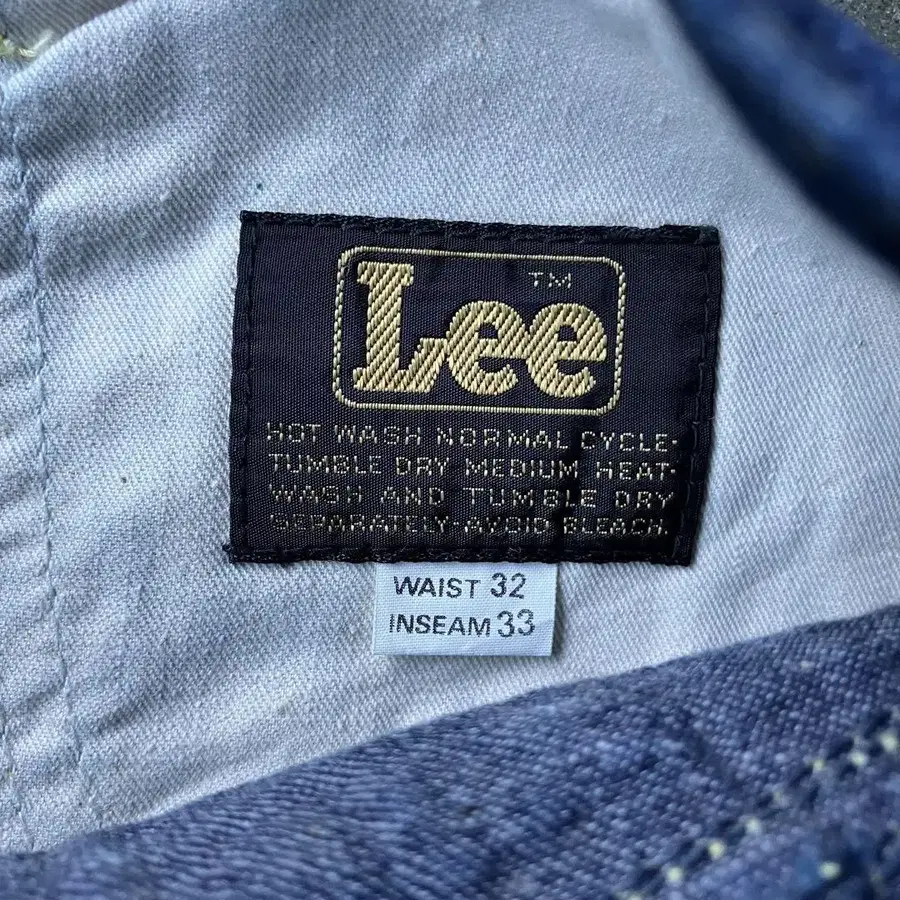 Lee TM
HOT WASH NORMAL CYCLE·
TUMBLE DRY MEDIUM HEAT·
WASH AND TUMBLE DRY
SEPARATELY·AVOID BLEACH.
WAIST 32
INSEAM 33